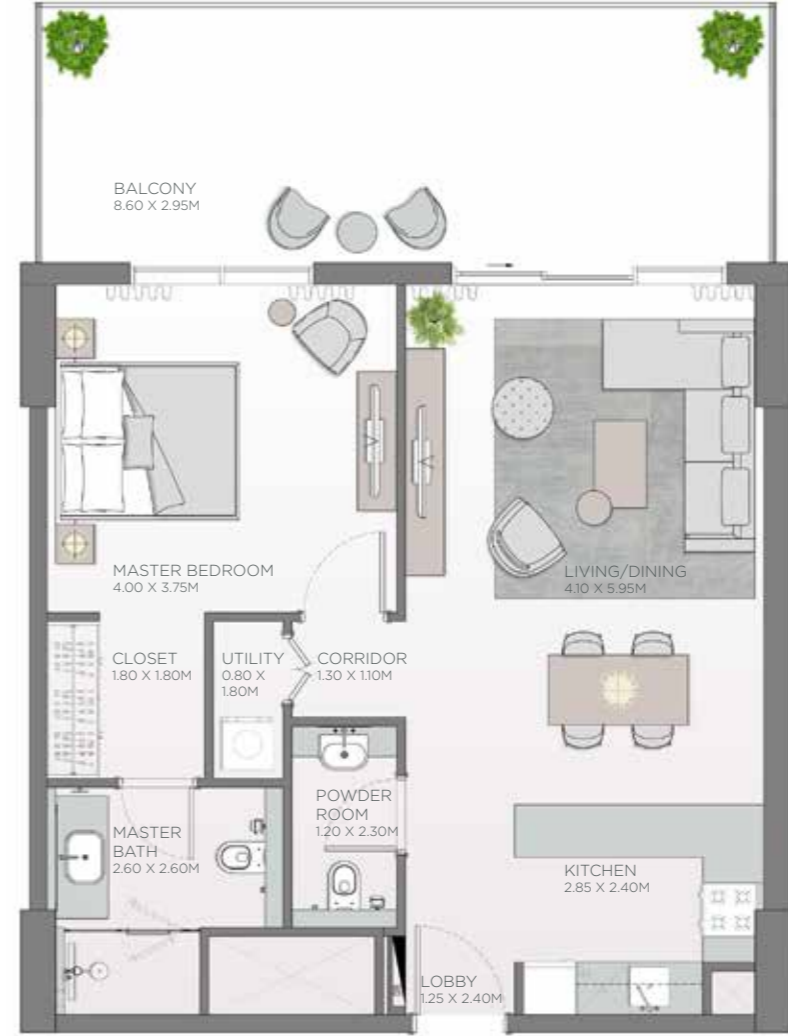 BALCONY
8.60 X 2.95M
MASTER BEDROOM
4.00 X 3.75M
LIVING/DINING
4.10 X 5.95M
CLOSET
1.80 X 1.80M
UTILITY
0.80 X
1.80M
CORRIDOR
1.30 X 1.10M
POWDER
ROOM
1.20 X 2.30M
MASTER
BATH
2.60 X 2.60M
KITCHEN
2.85 X 2.40M
LOBBY
1.25 X 2.40M